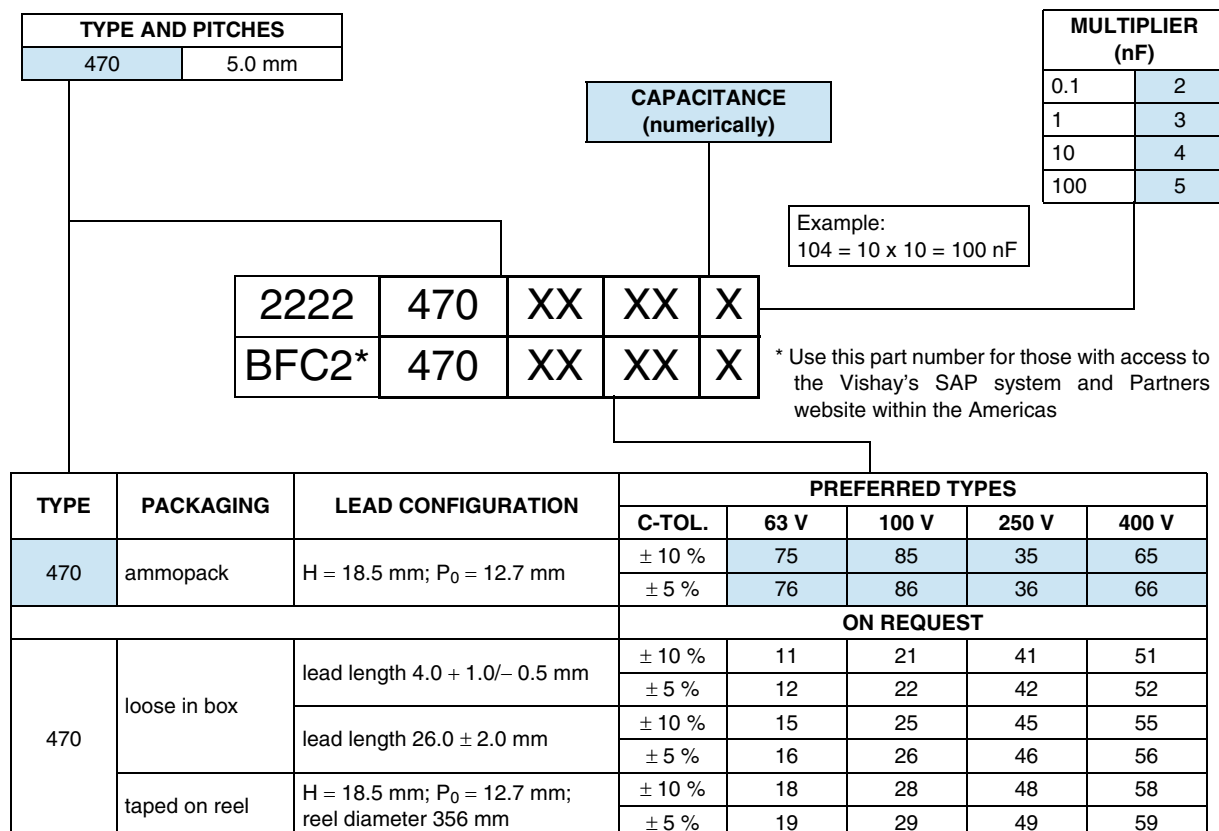 TYPE AND PITCHES
470 5.0 mm
CAPACITANCE
(numerically)
MULTIPLIER
(nF)
0.1 2
1 3
10 4
100 5
Example:
104 = 10 x 10 = 100 nF
2222 470 XX XX X
BFC2* 470 XX XX X
* Use this part number for those with access to
the Vishay's SAP system and Partners
website within the Americas
TYPE PACKAGING LEAD CONFIGURATION PREFERRED TYPES
C-TOL. 63 V 100 V 250 V 400 V
470 ammopack H = 18.5 mm; P0 = 12.7 mm
± 10 % 75 85 35 65
± 5 % 76 86 36 66
ON REQUEST
470 loose in box
lead length 4.0 + 1.0/− 0.5 mm
± 10 % 11 21 41 51
± 5 % 12 22 42 52
lead length 26.0 ± 2.0 mm
± 10 % 15 25 45 55
± 5 % 16 26 46 56
taped on reel
H = 18.5 mm; P0 = 12.7 mm;
reel diameter 356 mm
± 10 % 18 28 48 58
± 5 % 19 29 49 59